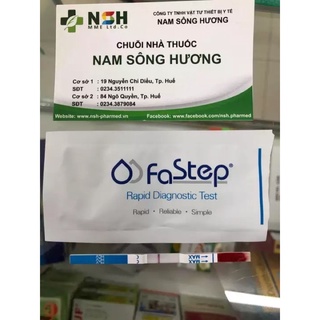 NSH
MME Ltd.Co
CÔNG TY TNHH VẬT TƯ THIẾT BỊ Y TẾ
NAM SÔNG HƯƠNG
CHUỖI NHÀ THUỐC
NAM SÔNG HƯƠNG
Cơ sở 1 : 19 Nguyễn Chí Diểu, Tp. Huế
SĐT : 0234.3511111
Cơ sở 2 : 84 Ngô Quyền, Tp. Huế
SĐT : 0234.3879084
Website: www.nsh-pharmed.vn
Facebook: www.facebook.com/nsh.pharmed
FaStep®
Rapid Diagnostic Test
Rapid • Reliable • Simple
MAX
MAX